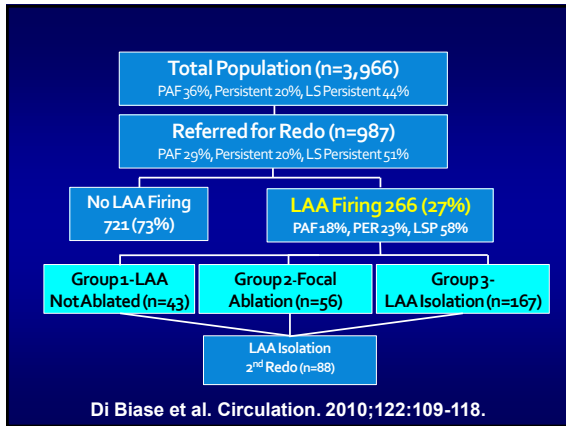 Total Population (n=3,966)
PAF 36%, Persistent 20%, LS Persistent 44%
Referred for Redo (n=987)
PAF 29%, Persistent 20%, LS Persistent 51%
No LAA Firing
721 (73%)
LAA Firing 266 (27%)
PAF 18%, PER 23%, LSP 58%
Group 1-LAA
Not Ablated (n=43)
Group 2-Focal
Ablation (n=56)
Group 3-
LAA Isolation (n=167)
LAA Isolation
2nd Redo (n=88)
Di Biase et al. Circulation. 2010;122:109-118.